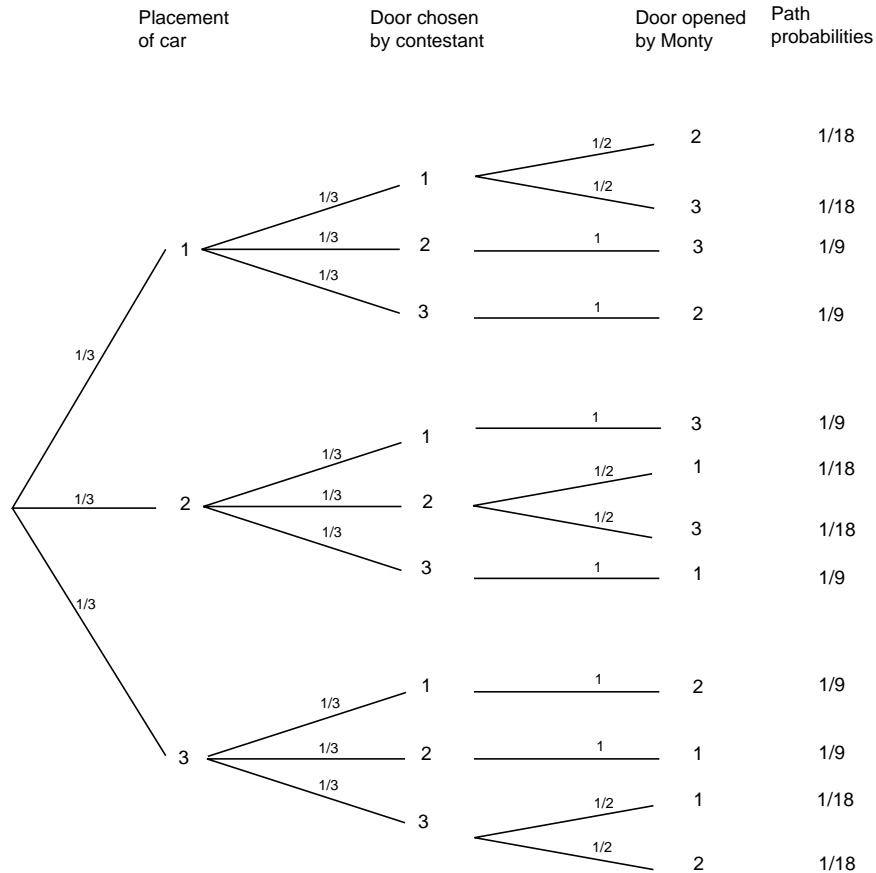 Placement of car
Door chosen by contestant
Door opened by Monty
Path probabilities
1/2 2 1/18
1/3 1
1/2 3 1/18
1 1/3 2 1 3 1/9
1/3 3 1 2 1/9
1/3
1/3 1 1 3 1/9
1/2 1 1/18
1/3 2 1/3 2
1/2 3 1/18
1/3 3 1 1 1/9
1/3
1/3 1 1 2 1/9
3 1/3 2 1 1 1/9
1/3 3
1/2 1 1/18
1/2 2 1/18